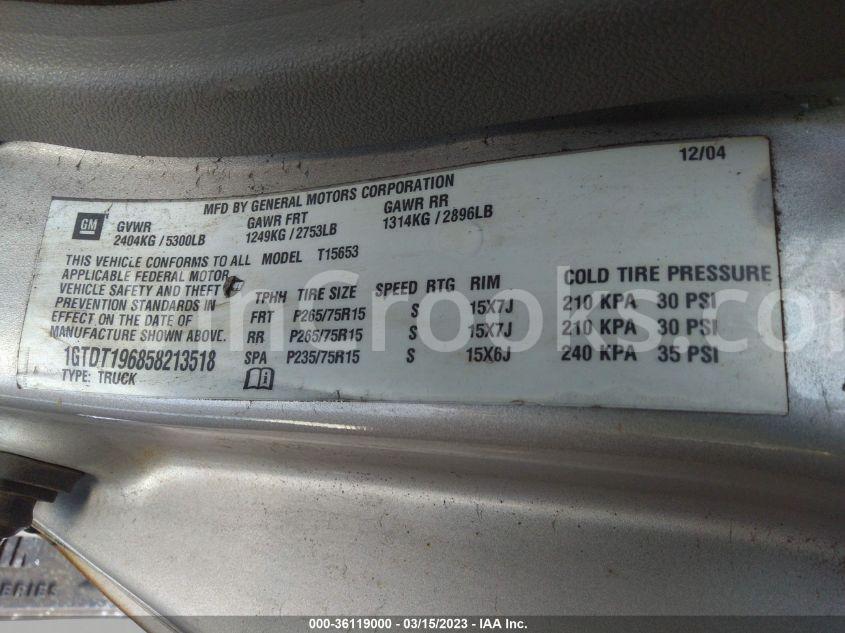 12/04
MFD BY GENERAL MOTORS CORPORATION
GM GVWR GAWR FRT GAWR RR
2404KG / 5300LB 1249KG / 2753LB 1314KG / 2896LB
THIS VEHICLE CONFORMS TO ALL MODEL T15653
APPLICABLE FEDERAL MOTOR
VEHICLE SAFETY AND THEFT
PREVENTION STANDARDS IN
EFFECT ON THE DATE OF
MANUFACTURE SHOWN ABOVE.
1GTDT196858213518
TYPE: TRUCK
TPHH TIRE SIZE SPEED RTG RIM COLD TIRE PRESSURE
FRT P265/75R15 S 15X7J 210 KPA 30 PSI
RR P265/75R15 S 15X7J 210 KPA 30 PSI
SPA P235/75R15 S 15X6J 240 KPA 35 PSI
000-36119000 - 03/15/2023 - IAA Inc.